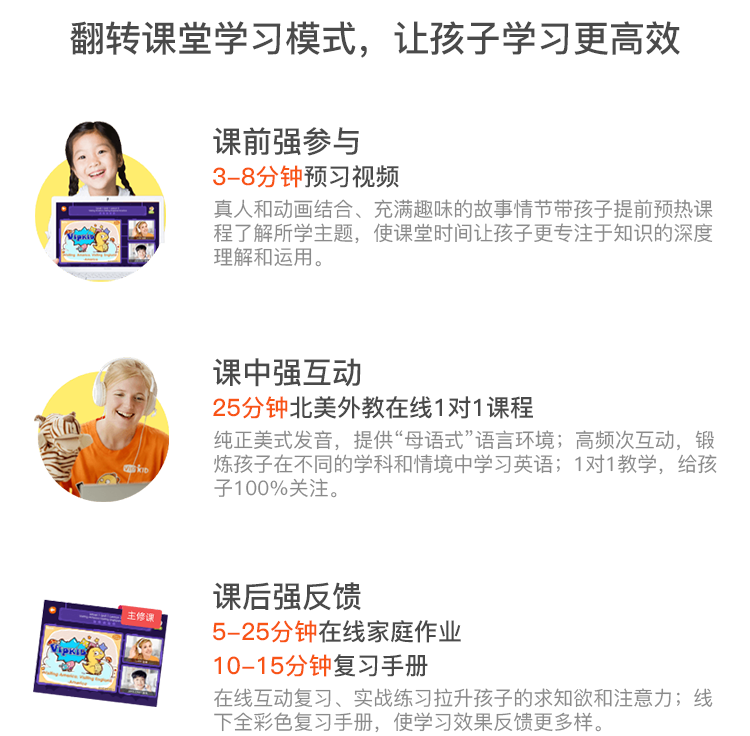 翻转课堂学习模式，让孩子学习更高效
课前强参与
3-8分钟预习视频
真人和动画结合、充满趣味的故事情节带孩子提前预热课
程了解所学主题，使课堂时间让孩子更专注于知识的深度
理解和运用。
VIPKID
课中强互动
25分钟北美外教在线1对1课程
纯正美式发音，提供“母语式”语言环境；高频次互动，锻
炼孩子在不同的学科和情境中学习英语；1对1教学，给孩
子100%关注。
课后强反馈
5-25分钟在线家庭作业
10-15分钟复习手册
在线互动复习、实战练习拉升孩子的求知欲和注意力；线
下全彩色复习手册，使学习效果反馈更多样。
主修课
VIPKID